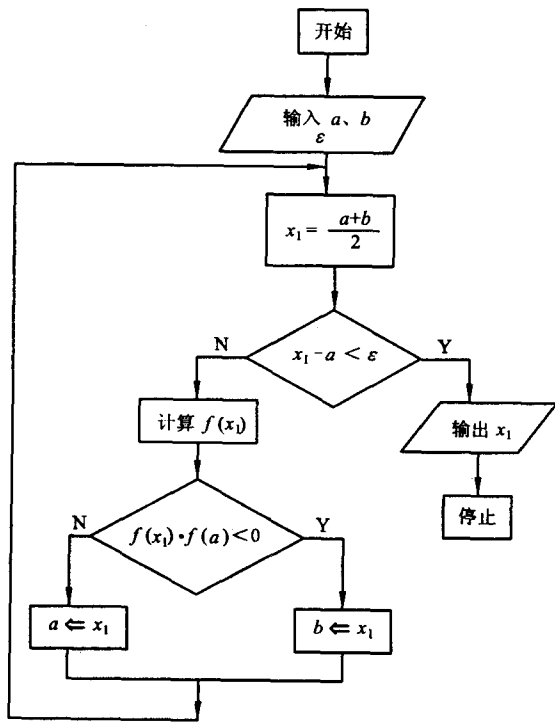 开始
输入 a、b
ε
x₁ = a+b
2
N
x₁ - a < ε
Y
计算 f(x₁)
输出 x₁
N
f(x₁)·f(a)<0
Y
停止
a ⇐ x₁
b ⇐ x₁